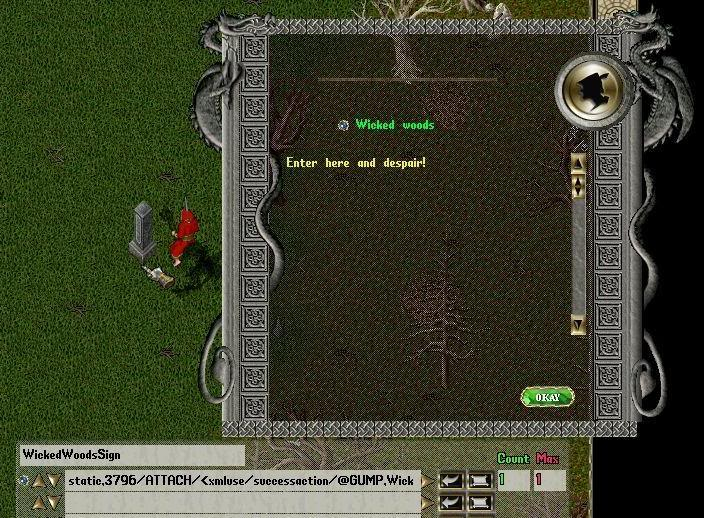 Wicked woods
Enter here and despair!
OKAY
WickedWoodsSign
Count Max
static,3796/ATTACH/<xmluse/successaction/@GUMP,Wick
1 1